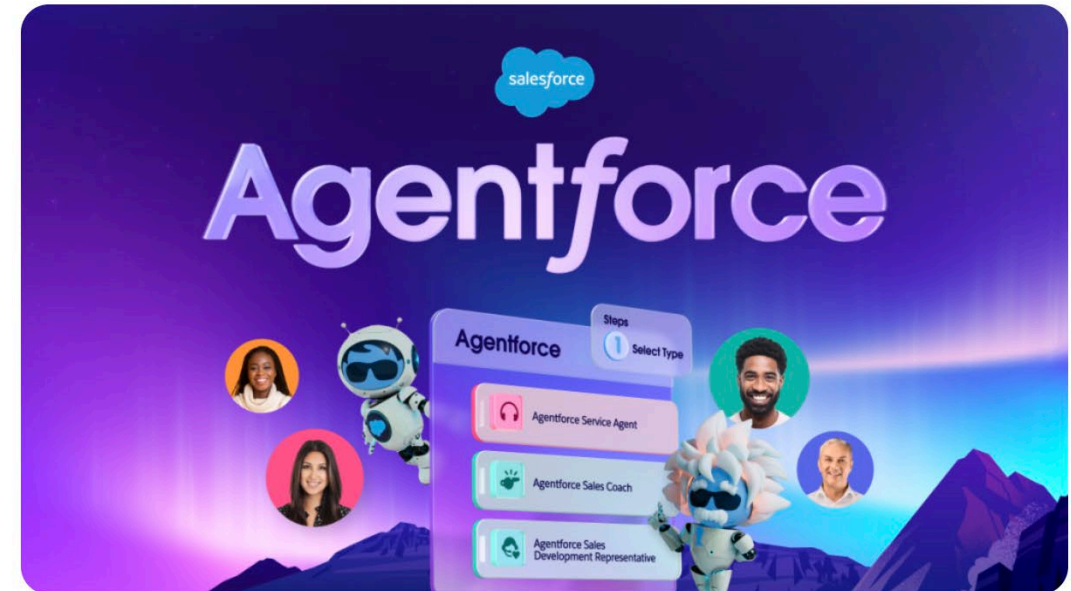 salesforce
Agentforce
Agentforce
Steps
1 Select Type
Agentforce Service Agent
Agentforce Sales Coach
Agentforce Sales
Development Representative